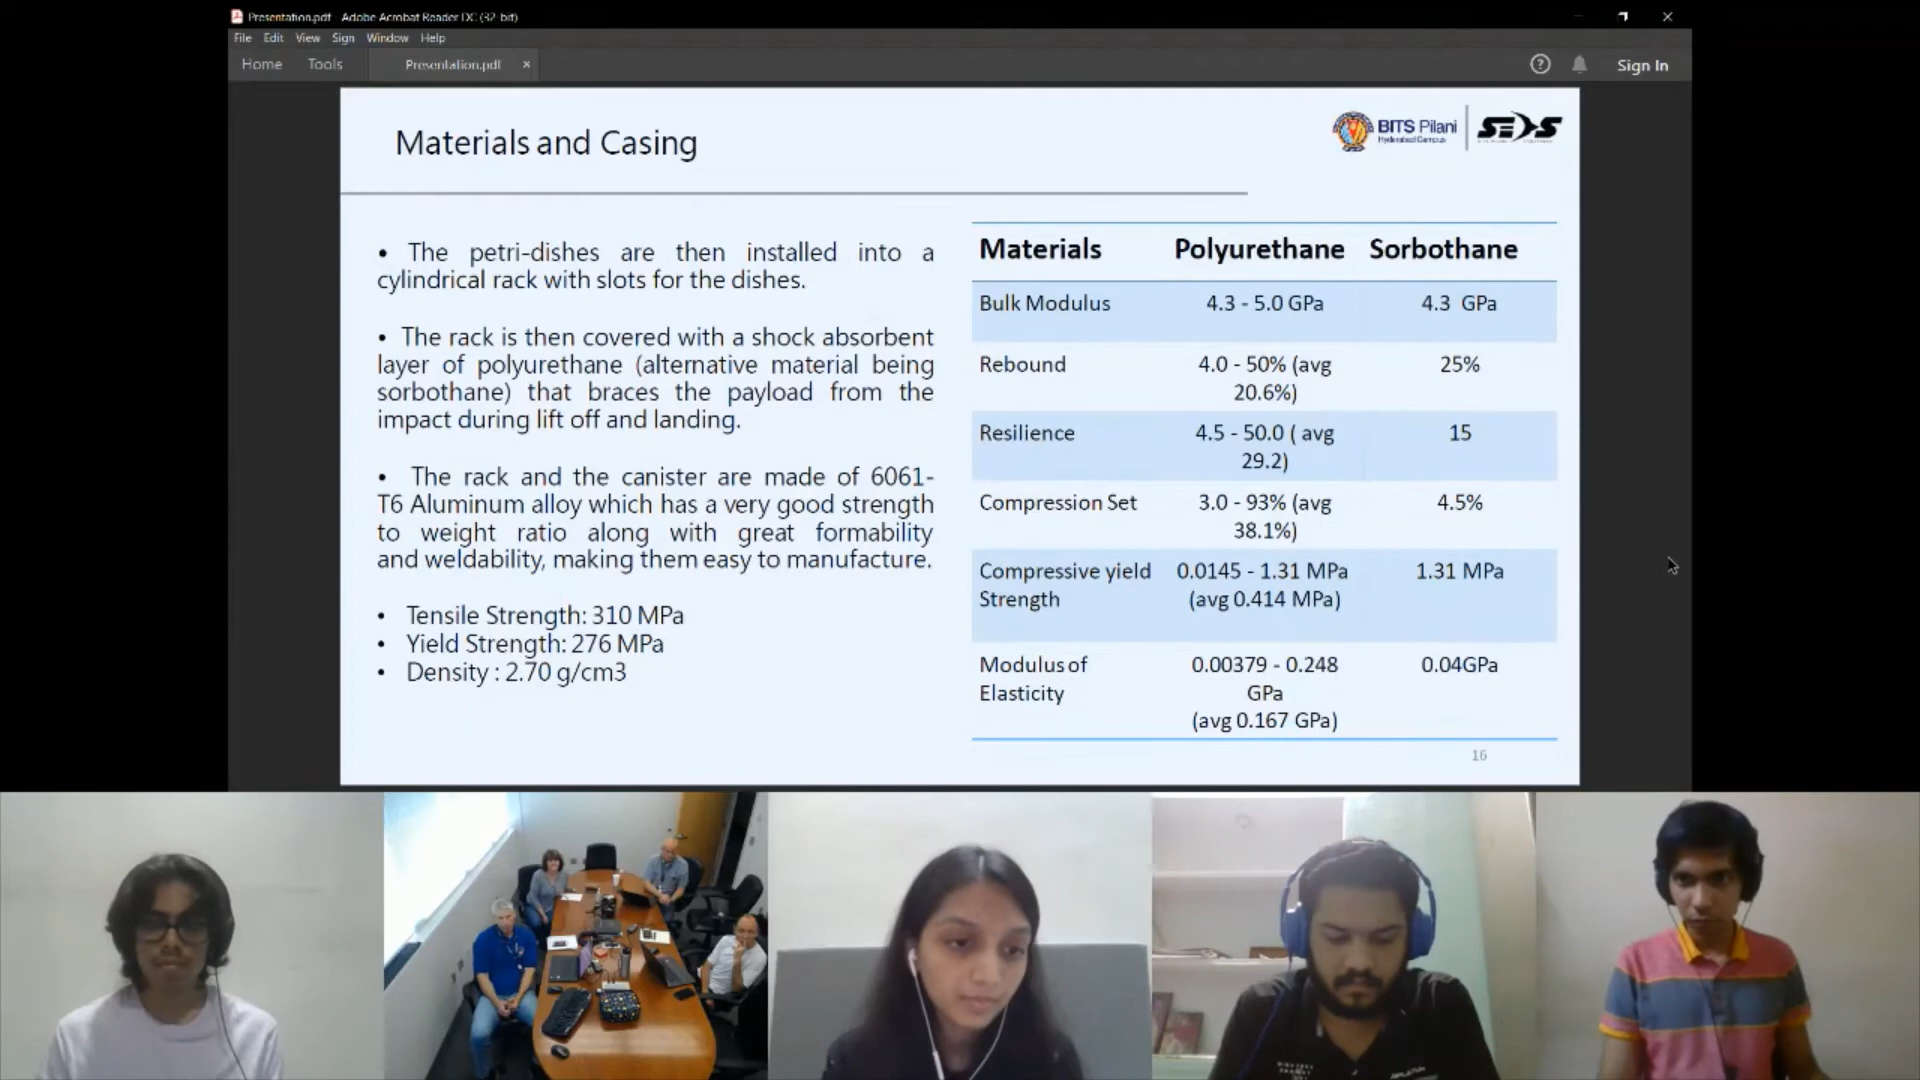 Presentation.pdf - Adobe Acrobat Reader DC (32-bit)
File Edit View Sign Window Help
Home Tools Presentation.pdf × Sign In
Materials and Casing
BITS Pilani
Hyderabad Campus
SEDS
• The petri-dishes are then installed into a
cylindrical rack with slots for the dishes.
• The rack is then covered with a shock absorbent
layer of polyurethane (alternative material being
sorbothane) that braces the payload from the
impact during lift off and landing.
• The rack and the canister are made of 6061-
T6 Aluminum alloy which has a very good strength
to weight ratio along with great formability
and weldability, making them easy to manufacture.
• Tensile Strength: 310 MPa
• Yield Strength: 276 MPa
• Density : 2.70 g/cm3
Materials Polyurethane Sorbothane
Bulk Modulus 4.3 - 5.0 GPa 4.3 GPa
Rebound 4.0 - 50% (avg 25%
20.6%)
Resilience 4.5 - 50.0 ( avg 15
29.2)
Compression Set 3.0 - 93% (avg 4.5%
38.1%)
Compressive yield 0.0145 - 1.31 MPa 1.31 MPa
Strength (avg 0.414 MPa)
Modulus of 0.00379 - 0.248 0.04GPa
Elasticity GPa
(avg 0.167 GPa)
16